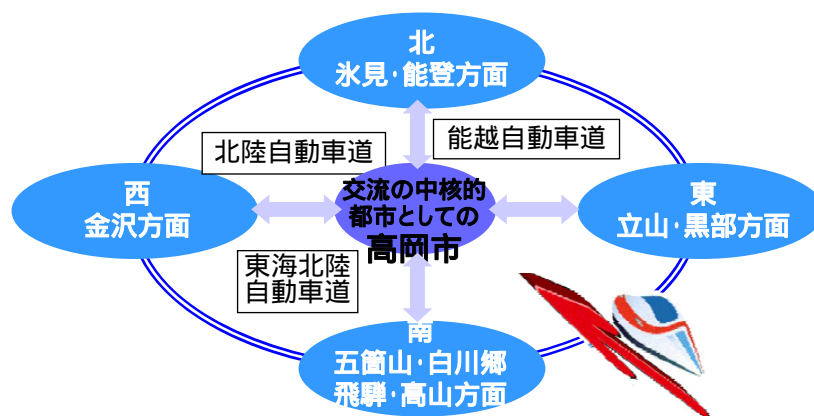 北
氷見・能登方面
北陸自動車道
能越自動車道
西
金沢方面
交流の中核的
都市としての
高岡市
東
立山・黒部方面
東海北陸
自動車道
南
五箇山・白川郷
飛騨・高山方面